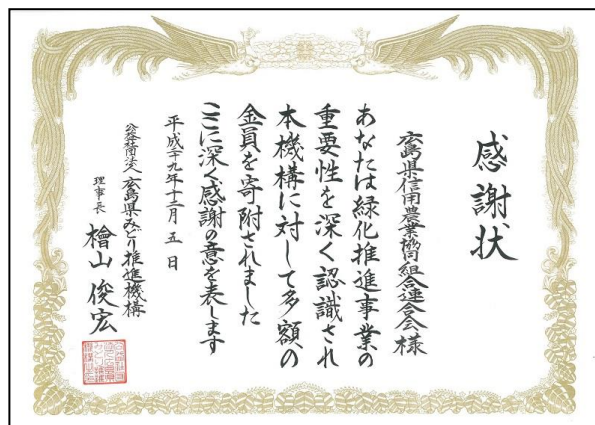 感謝状
広島県信用農業協同組合連合会 様
あなたは緑化推進事業の
重要性を深く認識され
本機構に対して多額の
金員を寄附されました
ここに深く感謝の意を表します
平成二十九年十二月 五 日
公益社団法人 広島県みどり推進機構
理事長 檜山俊宏